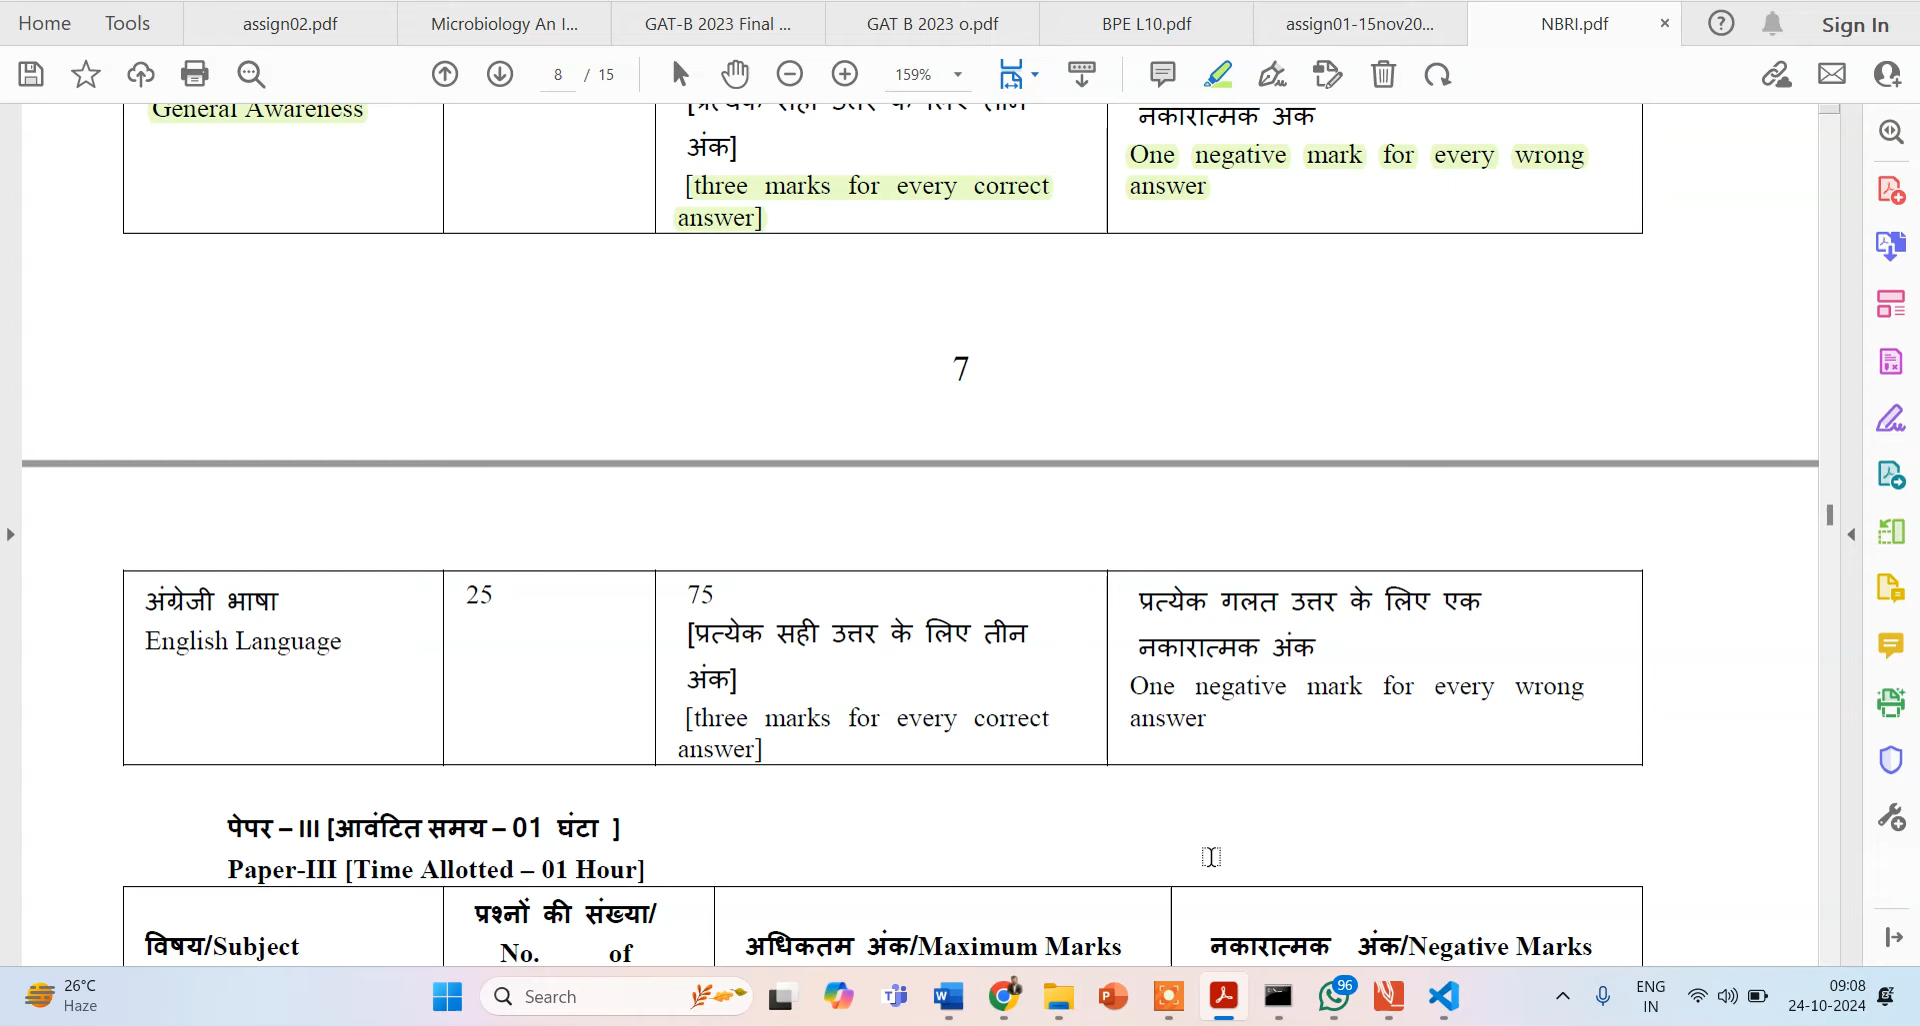 Home Tools assign02.pdf Microbiology An I... GAT-B 2023 Final ... GAT B 2023 o.pdf BPE L10.pdf assign01-15nov20... NBRI.pdf × Sign In
8 / 15 159%
General Awareness
[प्रत्येक सही उत्तर के लिए तीन
अंक]
[three marks for every correct
answer]
नकारात्मक अंक
One negative mark for every wrong
answer
7
अंग्रेजी भाषा
English Language
25
75
[प्रत्येक सही उत्तर के लिए तीन
अंक]
[three marks for every correct
answer]
प्रत्येक गलत उत्तर के लिए एक
नकारात्मक अंक
One negative mark for every wrong
answer
पेपर – III [आवंटित समय – 01 घंटा ]
Paper-III [Time Allotted – 01 Hour]
विषय/Subject
प्रश्नों की संख्या/
No. of
अधिकतम अंक/Maximum Marks
नकारात्मक अंक/Negative Marks
26°C
Haze
Search
96
ENG
IN
09:08
24-10-2024